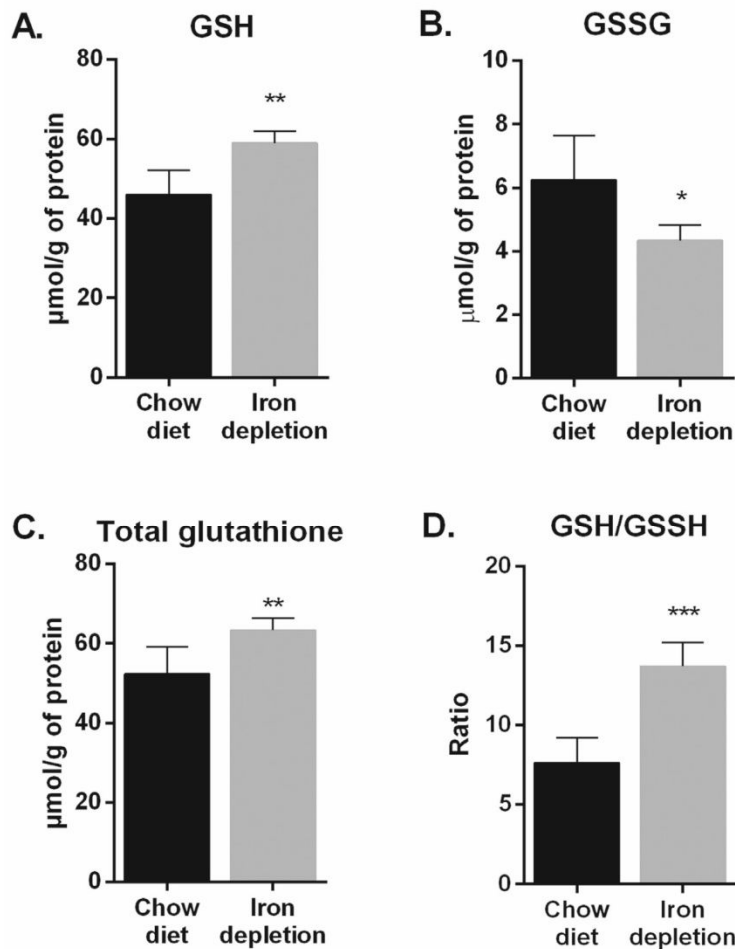 A.
GSH
80
60
40
20
0
µmol/g of protein
**
Chow
diet
Iron
depletion
B.
GSSG
10
8
6
4
2
0
µmol/g of protein
*
Chow
diet
Iron
depletion
C.
Total glutathione
80
60
40
20
0
µmol/g of protein
**
Chow
diet
Iron
depletion
D.
GSH/GSSH
20
15
10
5
0
Ratio
***
Chow
diet
Iron
depletion